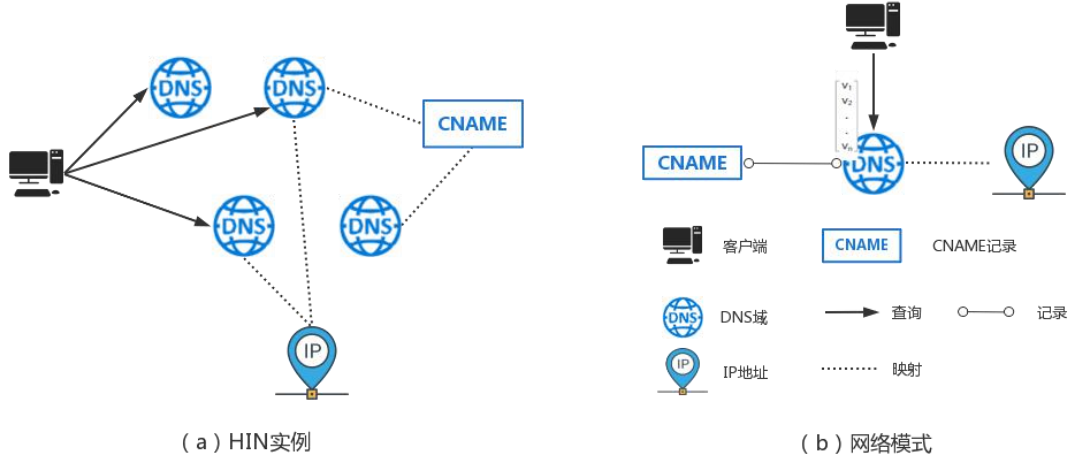 DNS
DNS
CNAME
DNS
DNS
IP
(a)HIN实例
v1
v2
.
.
vn
CNAME
DNS
IP
客户端
CNAME
CNAME记录
DNS
DNS域
查询
记录
IP
IP地址
映射
(b)网络模式